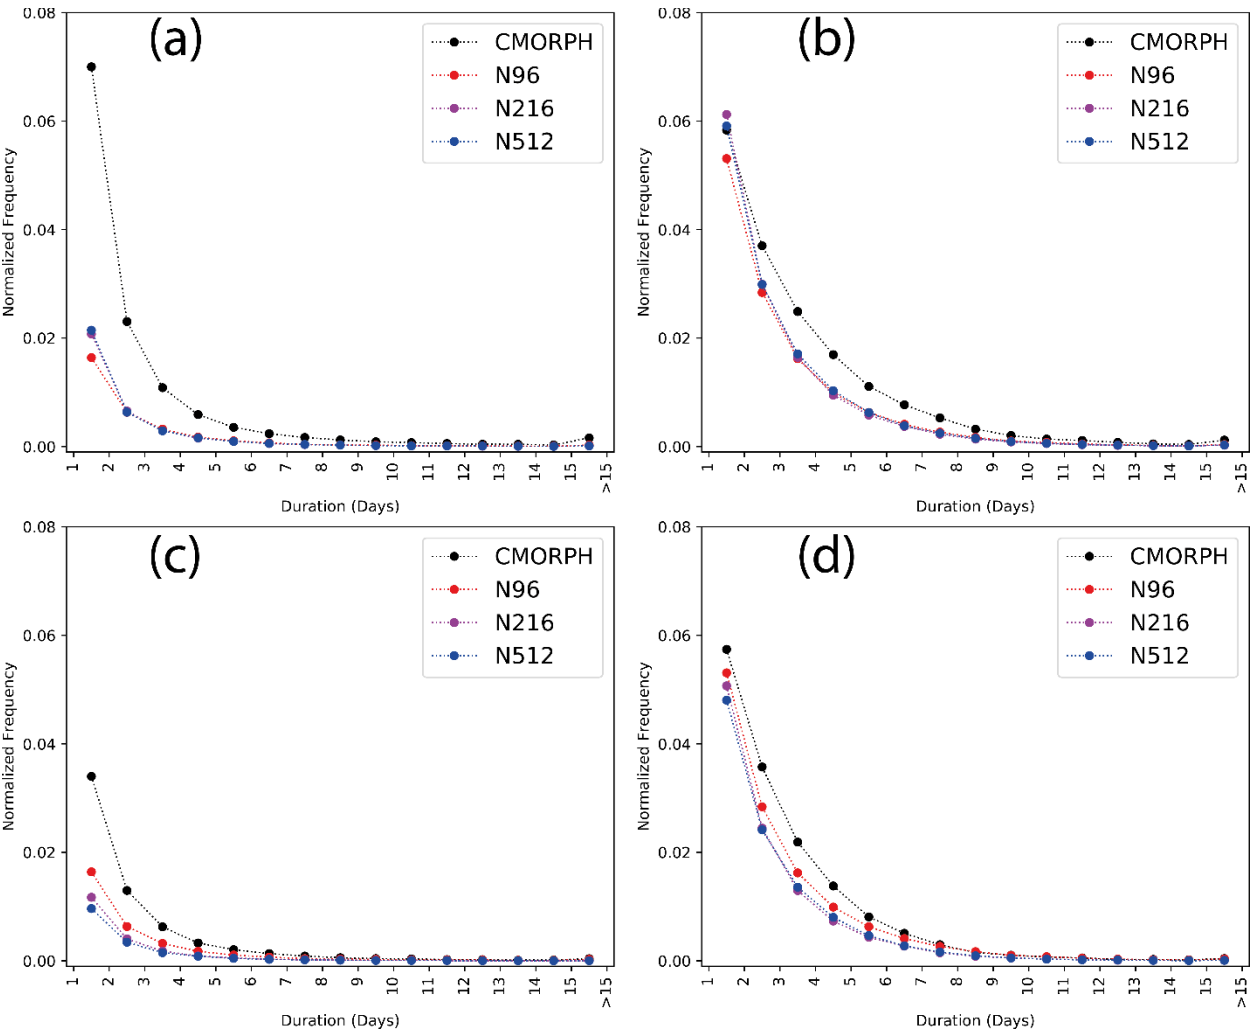 (a)
CMORPH
N96
N216
N512
Normalized Frequency
0.08
0.06
0.04
0.02
0.00
1 2 3 4 5 6 7 8 9 10 11 13 14 15 >15
Duration (Days)
(b)
CMORPH
N96
N216
N512
Normalized Frequency
0.08
0.06
0.04
0.02
0.00
1 2 3 4 5 6 7 8 9 10 11 13 14 15 >15
Duration (Days)
(c)
CMORPH
N96
N216
N512
Normalized Frequency
0.08
0.06
0.04
0.02
0.00
1 2 3 4 5 6 7 8 9 10 11 13 14 15 >15
Duration (Days)
(d)
CMORPH
N96
N216
N512
Normalized Frequency
0.08
0.06
0.04
0.02
0.00
1 2 3 4 5 6 7 8 9 10 11 13 14 15 >15
Duration (Days)